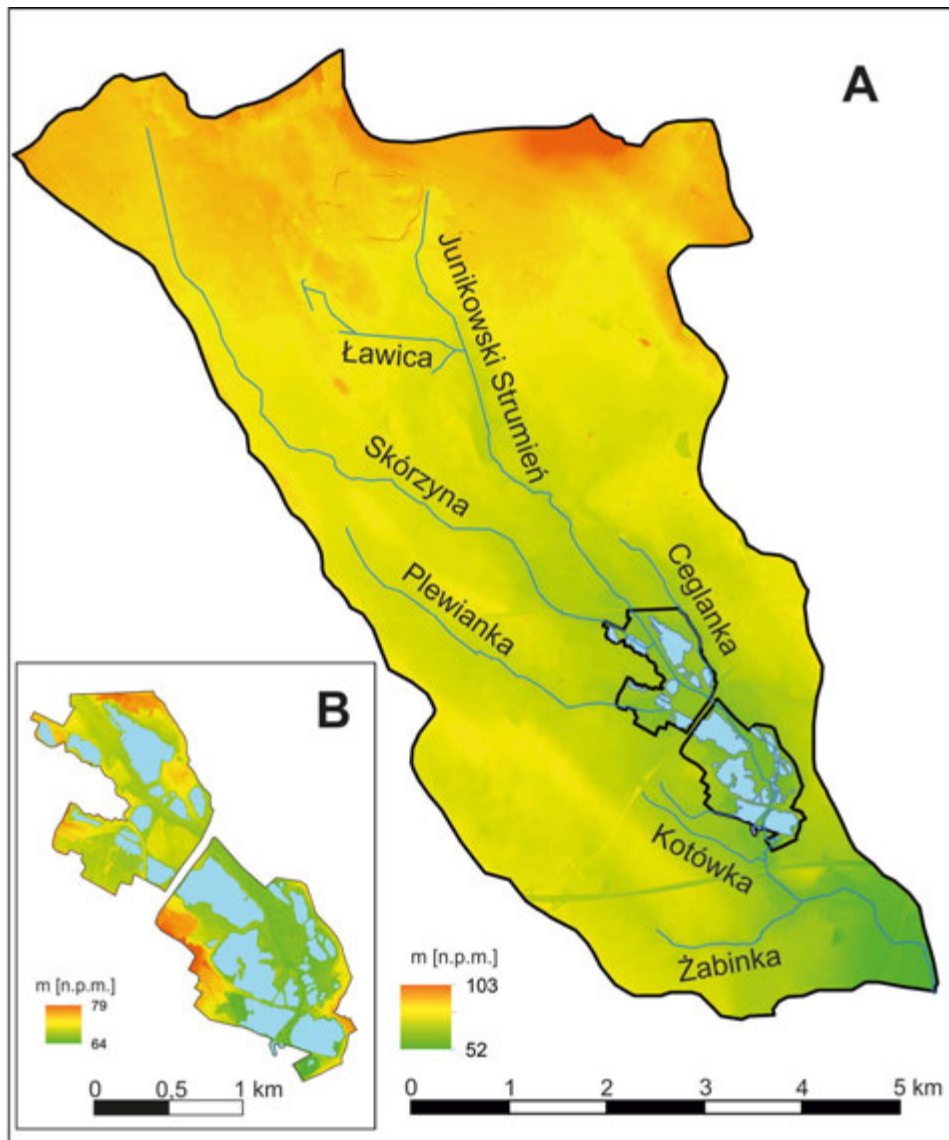 A
Junikowski Strumień
Ławica
Skórzyna
Ceglanka
Plewianka
Kotówka
Żabinka
B
m [n.p.m.]
79
64
0 0,5 1 km
m [n.p.m.]
103
52
0 1 2 3 4 5 km